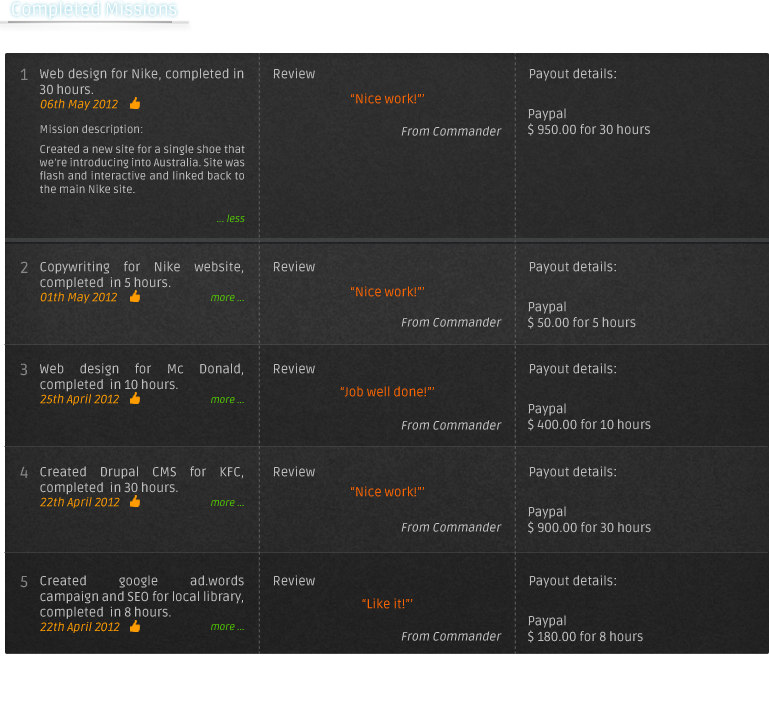 Completed Missions
1
Web design for Nike, completed in
30 hours.
06th May 2012
Mission description:
Created a new site for a single shoe that
we're introducing into Australia. Site was
flash and interactive and linked back to
the main Nike site.
... less
Review
“Nice work!”’
From Commander
Payout details:
Paypal
$ 950.00 for 30 hours
2
Copywriting for Nike website,
completed in 5 hours.
01th May 2012 more ...
Review
“Nice work!”’
From Commander
Payout details:
Paypal
$ 50.00 for 5 hours
3
Web design for Mc Donald,
completed in 10 hours.
25th April 2012 more ...
Review
“Job well done!”’
From Commander
Payout details:
Paypal
$ 400.00 for 10 hours
4
Created Drupal CMS for KFC,
completed in 30 hours.
22th April 2012 more ...
Review
“Nice work!”’
From Commander
Payout details:
Paypal
$ 900.00 for 30 hours
5
Created google ad.words
campaign and SEO for local library,
completed in 8 hours.
22th April 2012 more ...
Review
“Like it!”’
From Commander
Payout details:
Paypal
$ 180.00 for 8 hours